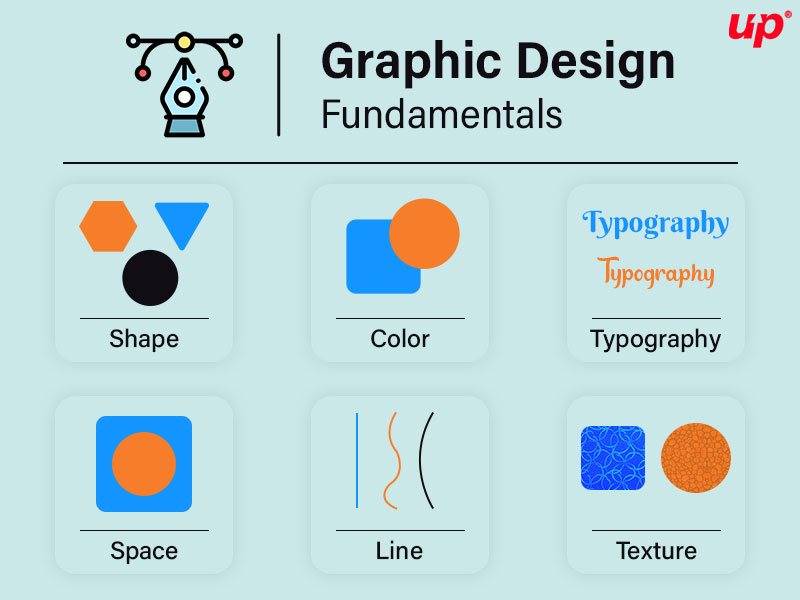 up®
Graphic Design
Fundamentals
Typography
Typography
Shape
Color
Typography
Space
Line
Texture